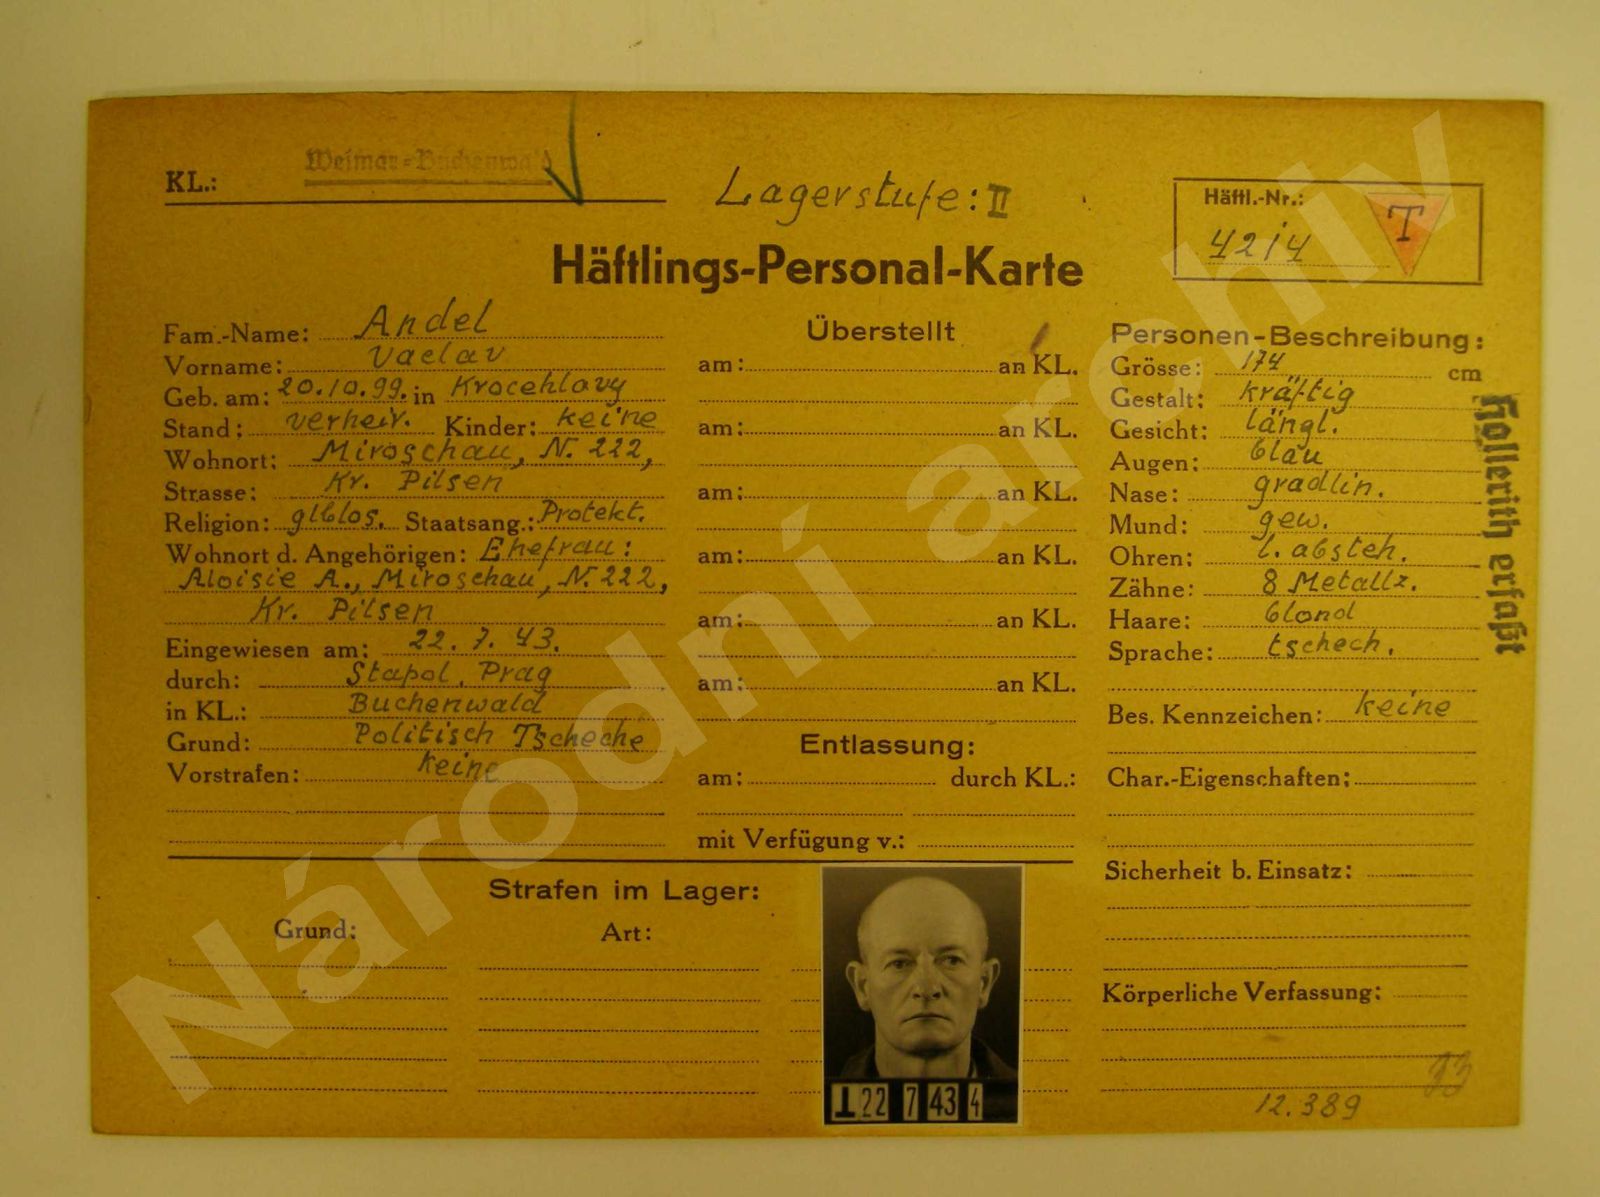 KL.: Weimar-Buchenwald
Lagerstufe: II
Häftl.-Nr.:
4214 T
Häftlings-Personal-Karte
Fam.-Name: Andel
Vorname: Vaclav
Geb. am: 20.10.99. in Krocehlavy
Stand: verheir. Kinder: keine
Wohnort: Miroschau, N. 222,
Strasse: Kr. Pilsen
Religion: glblos. Staatsang.: Protekt.
Wohnort d. Angehörigen: Ehefrau:
Aloisie A., Miroschau, N. 222,
Kr. Pilsen
Eingewiesen am: 22. 7. 43.
durch: Stapol. Prag
in KL.: Buchenwald
Grund: Politisch Tscheche
Vorstrafen: keine
Überstellt
am: an KL.
am: an KL.
am: an KL.
am: an KL.
am: an KL.
am: an KL.
Entlassung:
am: durch KL.:
mit Verfügung v.:
Personen-Beschreibung:
Grösse: 174 cm
Gestalt: kräftig
Gesicht: längl.
Augen: blau
Nase: gradlin.
Mund: gew.
Ohren: l. absteh.
Zähne: 8 Metallz.
Haare: blond
Sprache: tschech.
Bes. Kennzeichen: keine
Char.-Eigenschaften:
Sicherheit b. Einsatz:
Körperliche Verfassung:
Hollerith erfaßt
Strafen im Lager:
Grund: Art:
22 7 43 4
12.389
Národní archiv